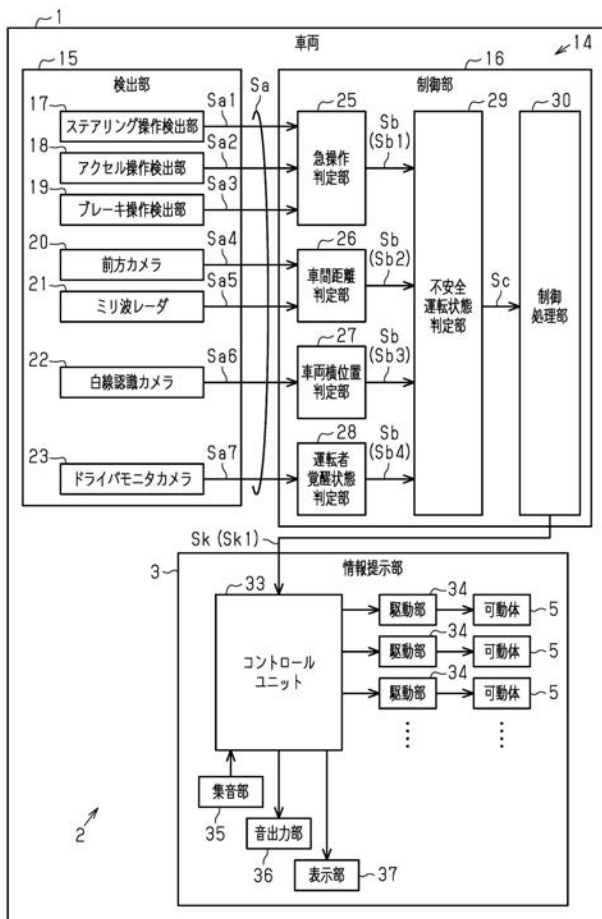 1
車両
14
15
検出部
16
制御部
17
ステアリング操作検出部
18
アクセル操作検出部
19
ブレーキ操作検出部
20
前方カメラ
21
ミリ波レーダ
22
白線認識カメラ
23
ドライバモニタカメラ
Sa1
Sa2
Sa3
Sa4
Sa5
Sa6
Sa7
Sa
25
急操作
判定部
26
車間距離
判定部
27
車両横位置
判定部
28
運転者
覚醒状態
判定部
Sb
(Sb1)
Sb
(Sb2)
Sb
(Sb3)
Sb
(Sb4)
29
不安全
運転状態
判定部
Sc
30
制御
処理部
Sk(Sk1)
3
情報提示部
33
コントロール
ユニット
34
駆動部
可動体
5
34
駆動部
可動体
5
34
駆動部
可動体
5
集音部
35
音出力部
36
表示部
37
2